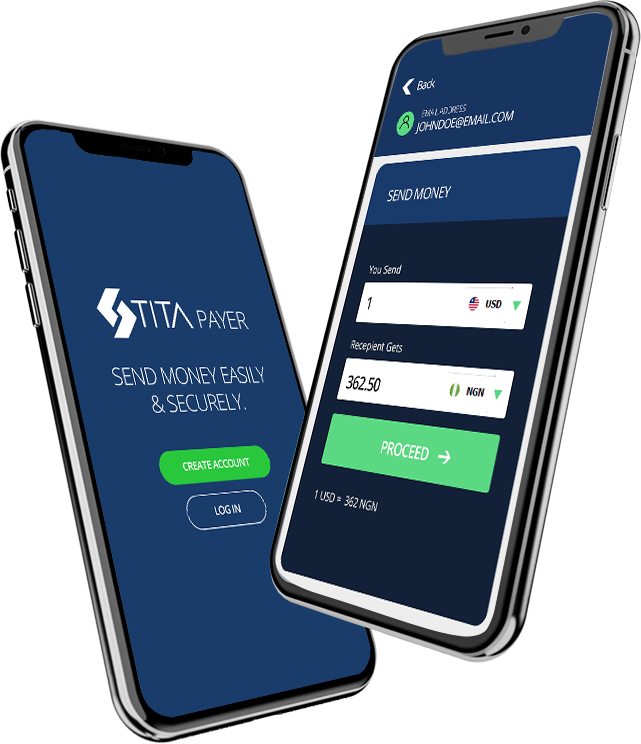 TITA PAYER
SEND MONEY EASILY
& SECURELY.
CREATE ACCOUNT
LOG IN
Back
EMAIL ADDRESS
JOHNDOE@EMAIL.COM
SEND MONEY
You Send
1 USD
Recepient Gets
362.50 NGN
PROCEED →
1 USD = 362 NGN